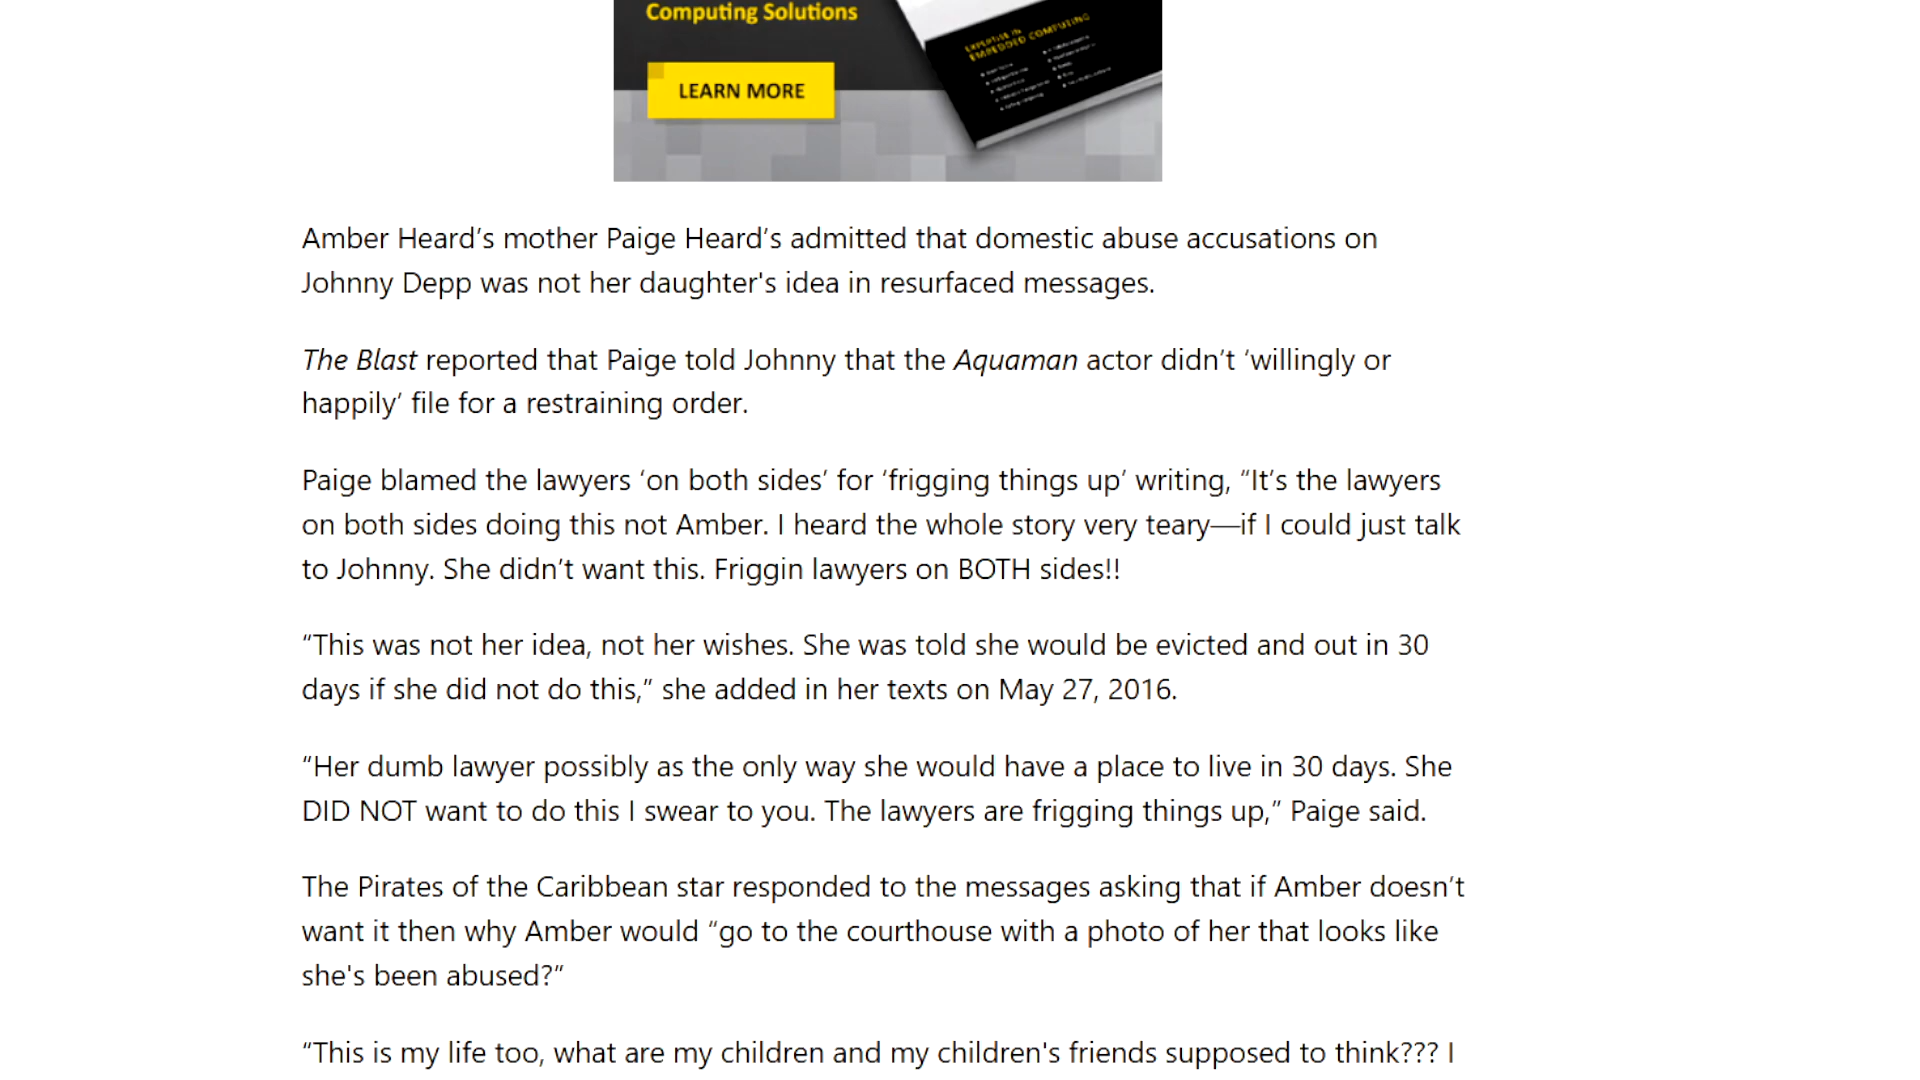 Computing Solutions
EXPERTISE IN
EMBEDDED COMPUTING
LEARN MORE
Amber Heard’s mother Paige Heard’s admitted that domestic abuse accusations on
Johnny Depp was not her daughter's idea in resurfaced messages.
The Blast reported that Paige told Johnny that the Aquaman actor didn’t ‘willingly or
happily’ file for a restraining order.
Paige blamed the lawyers ‘on both sides’ for ‘frigging things up’ writing, “It’s the lawyers
on both sides doing this not Amber. I heard the whole story very teary—if I could just talk
to Johnny. She didn’t want this. Friggin lawyers on BOTH sides!!
“This was not her idea, not her wishes. She was told she would be evicted and out in 30
days if she did not do this,” she added in her texts on May 27, 2016.
“Her dumb lawyer possibly as the only way she would have a place to live in 30 days. She
DID NOT want to do this I swear to you. The lawyers are frigging things up,” Paige said.
The Pirates of the Caribbean star responded to the messages asking that if Amber doesn’t
want it then why Amber would “go to the courthouse with a photo of her that looks like
she's been abused?”
“This is my life too, what are my children and my children's friends supposed to think??? I